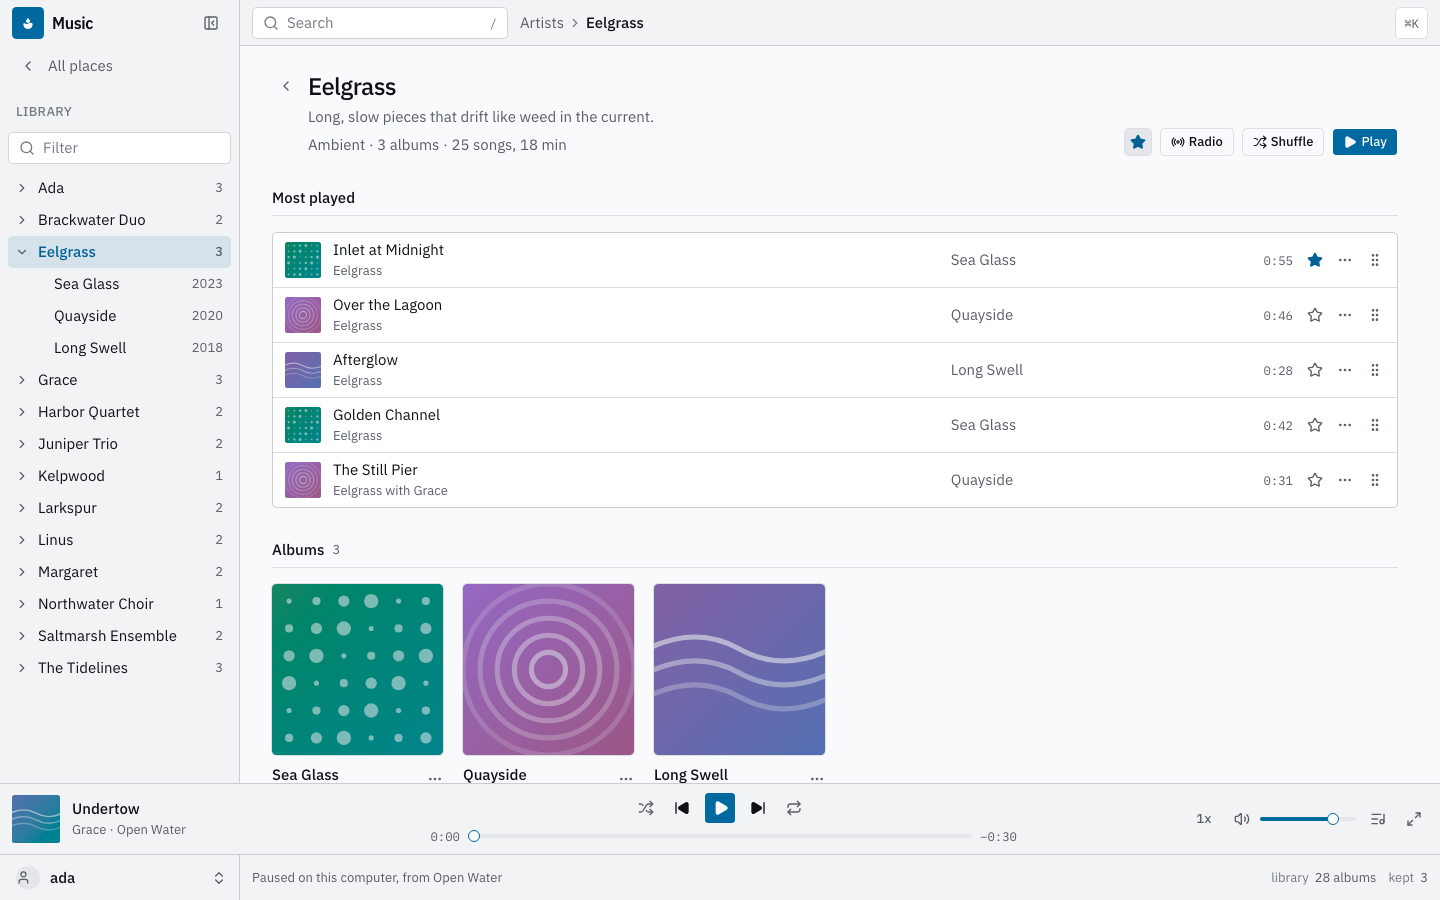 Music
All places
LIBRARY
Filter
Ada 3
Brackwater Duo 2
Eelgrass 3
Sea Glass 2023
Quayside 2020
Long Swell 2018
Grace 3
Harbor Quartet 2
Juniper Trio 2
Kelpwood 1
Larkspur 2
Linus 2
Margaret 2
Northwater Choir 1
Saltmarsh Ensemble 2
The Tidelines 3
Search /
Artists Eelgrass
⌘K
Eelgrass
Long, slow pieces that drift like weed in the current.
Ambient · 3 albums · 25 songs, 18 min
Radio Shuffle Play
Most played
Inlet at Midnight
Eelgrass
Sea Glass 0:55
Over the Lagoon
Eelgrass
Quayside 0:46
Afterglow
Eelgrass
Long Swell 0:28
Golden Channel
Eelgrass
Sea Glass 0:42
The Still Pier
Eelgrass with Grace
Quayside 0:31
Albums 3
Sea Glass ...
Quayside ...
Long Swell ...
Undertow
Grace · Open Water
0:00 −0:30
1x
ada
Paused on this computer, from Open Water
library 28 albums kept 3